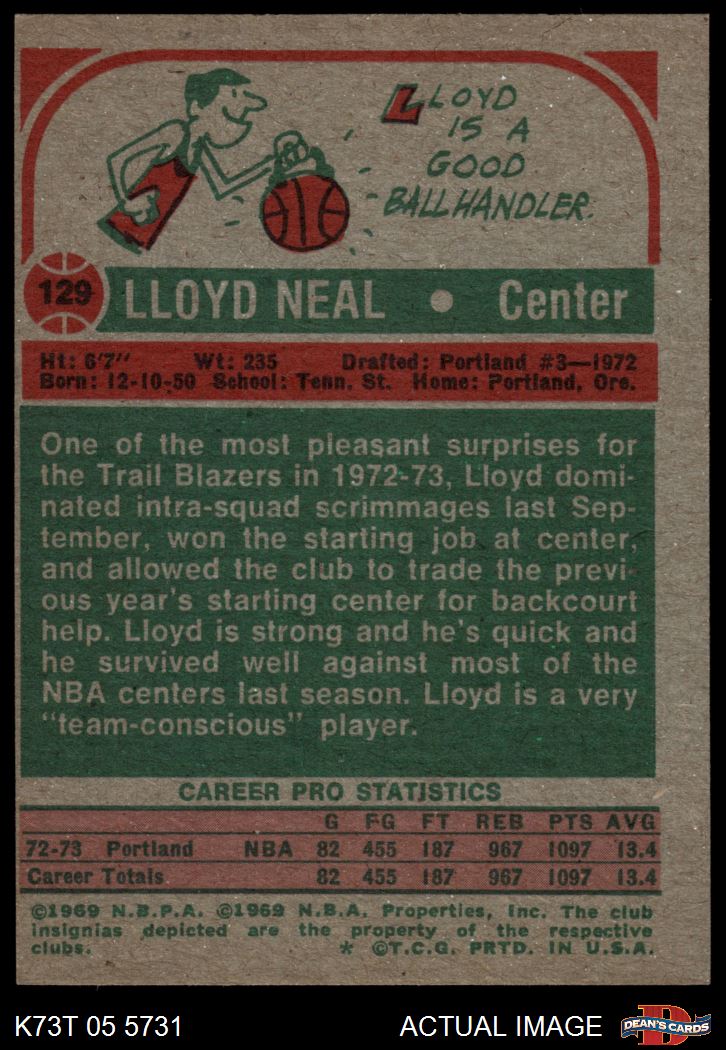 LLOYD
IS A
GOOD
BALLHANDLER.
129 LLOYD NEAL • Center
Ht: 6'7" Wt: 235 Drafted: Portland #3—1972
Born: 12-10-50 School: Tenn. St. Home: Portland, Ore.
One of the most pleasant surprises for
the Trail Blazers in 1972-73, Lloyd domi-
nated intra-squad scrimmages last Sep-
tember, won the starting job at center,
and allowed the club to trade the previ-
ous year's starting center for backcourt
help. Lloyd is strong and he's quick and
he survived well against most of the
NBA centers last season. Lloyd is a very
"team-conscious" player.
CAREER PRO STATISTICS
G FG FT REB PTS AVG
72-73 Portland NBA 82 455 187 967 1097 13.4
Career Totals 82 455 187 967 1097 13.4
©1969 N.B.P.A. ©1969 N.B.A. Properties, Inc. The club
insignias depicted are the property of the respective
clubs. * ©T.C.G. PRTD. IN U.S.A.
K73T 05 5731 ACTUAL IMAGE D DEAN'S CARDS